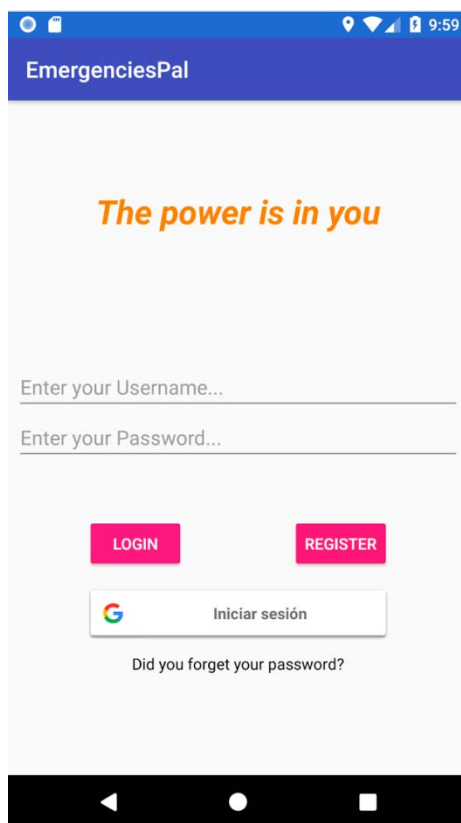 9:59
EmergenciesPal
The power is in you
Enter your Username...
Enter your Password...
LOGIN
REGISTER
G
Iniciar sesión
Did you forget your password?